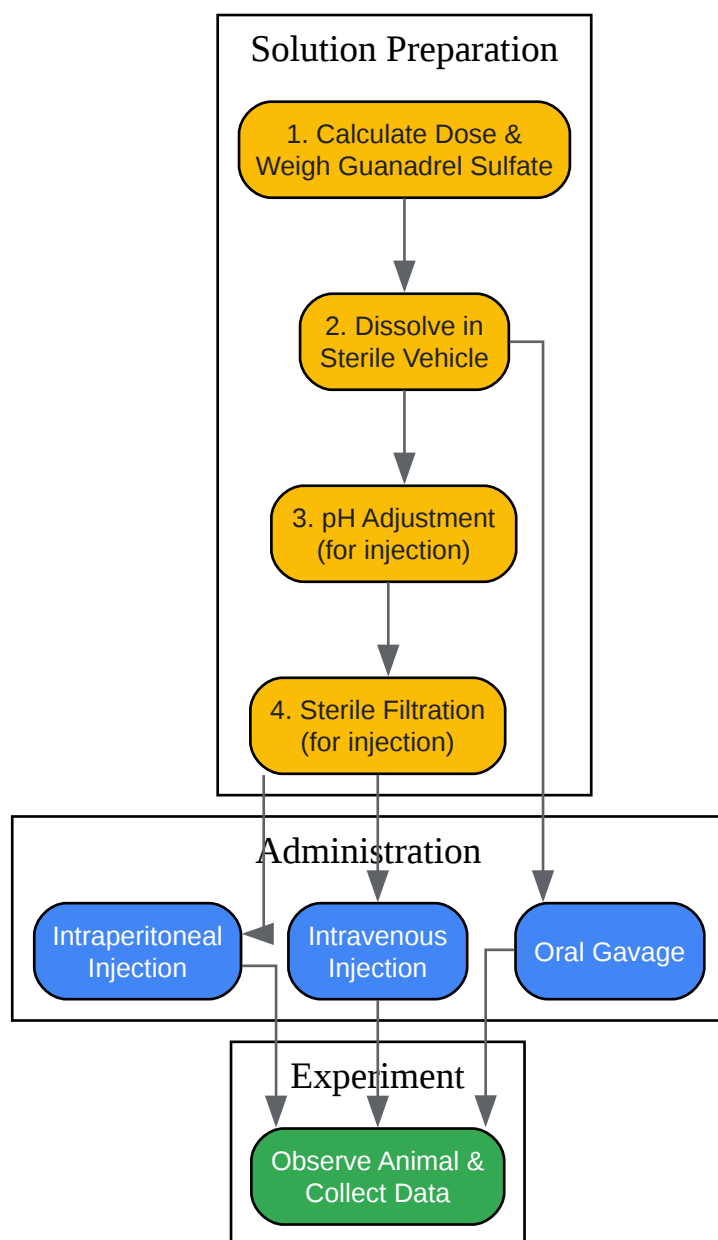 Solution Preparation
1. Calculate Dose &
Weigh Guanadrel Sulfate
2. Dissolve in
Sterile Vehicle
3. pH Adjustment
(for injection)
4. Sterile Filtration
(for injection)
Administration
Intraperitoneal
Injection
Intravenous
Injection
Oral Gavage
Experiment
Observe Animal &
Collect Data